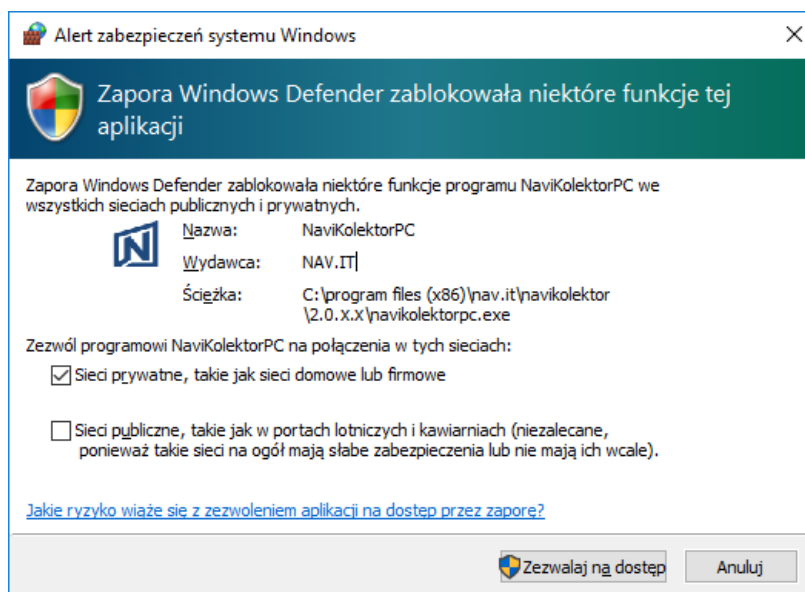 Alert zabezpieczeń systemu Windows
Zapora Windows Defender zablokowała niektóre funkcje tej
aplikacji
Zapora Windows Defender zablokowała niektóre funkcje programu NaviKolektorPC we
wszystkich sieciach publicznych i prywatnych.
Nazwa: NaviKolektorPC
Wydawca: NAV.IT
Ścieżka: C:\program files (x86)\nav.it\navikolektor
\2.0.x.x\navikolektorpc.exe
Zezwól programowi NaviKolektorPC na połączenia w tych sieciach:
Sieci prywatne, takie jak sieci domowe lub firmowe
Sieci publiczne, takie jak w portach lotniczych i kawiarniach (niezalecane,
ponieważ takie sieci na ogół mają słabe zabezpieczenia lub nie mają ich wcale).
Jakie ryzyko wiąże się z zezwoleniem aplikacji na dostęp przez zaporę?
Zezwalaj na dostęp Anuluj